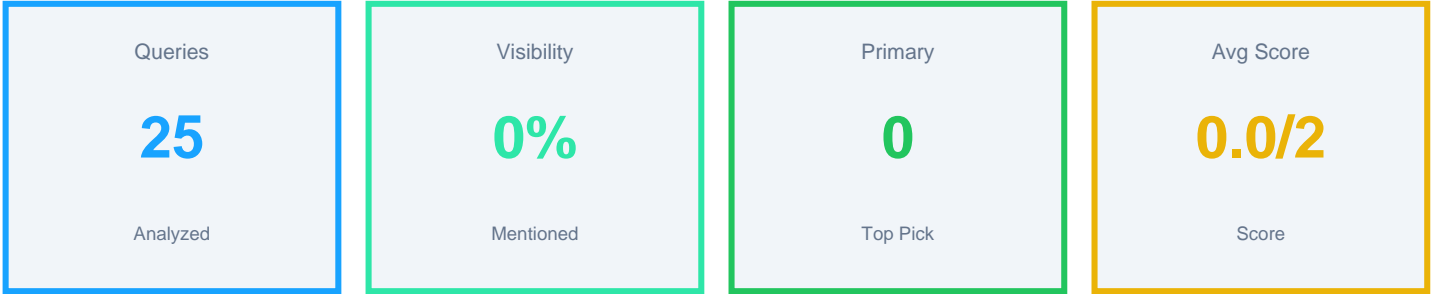 Queries
25
Analyzed
Visibility
0%
Mentioned
Primary
0
Top Pick
Avg Score
0.0/2
Score